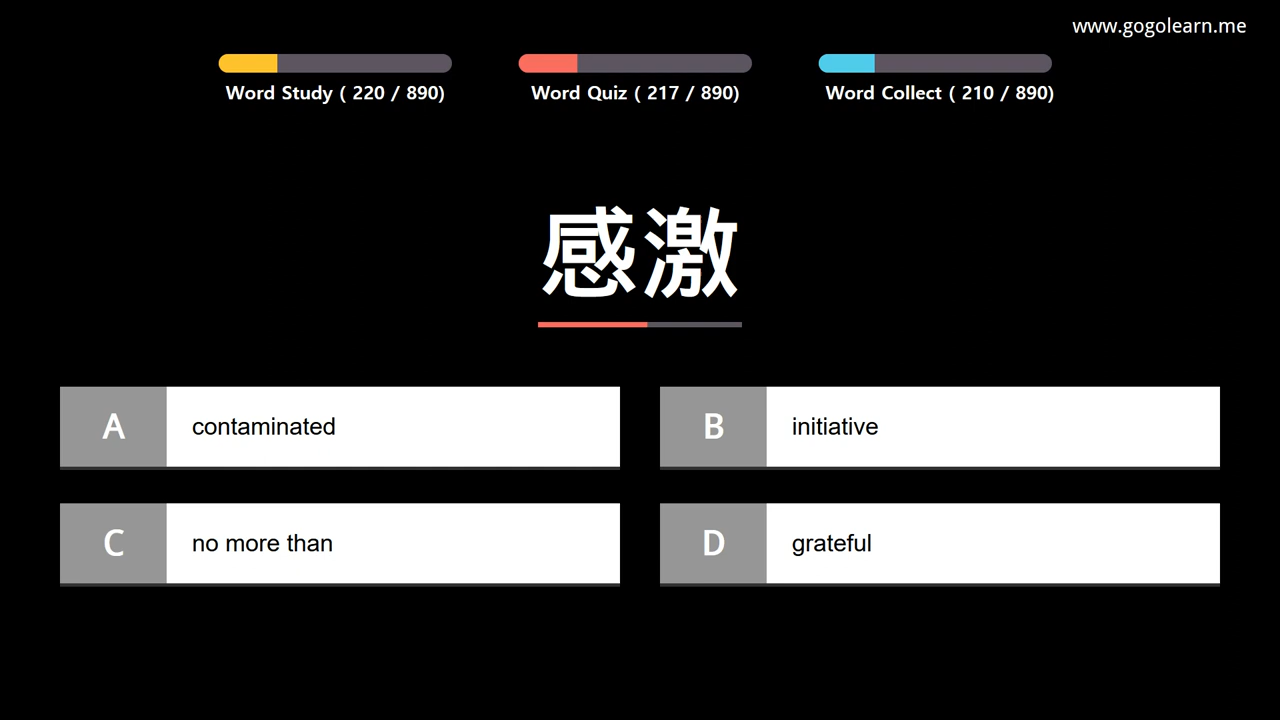 www.gogolearn.me
Word Study ( 220 / 890)
Word Quiz ( 217 / 890)
Word Collect ( 210 / 890)
感激
A contaminated
B initiative
C no more than
D grateful